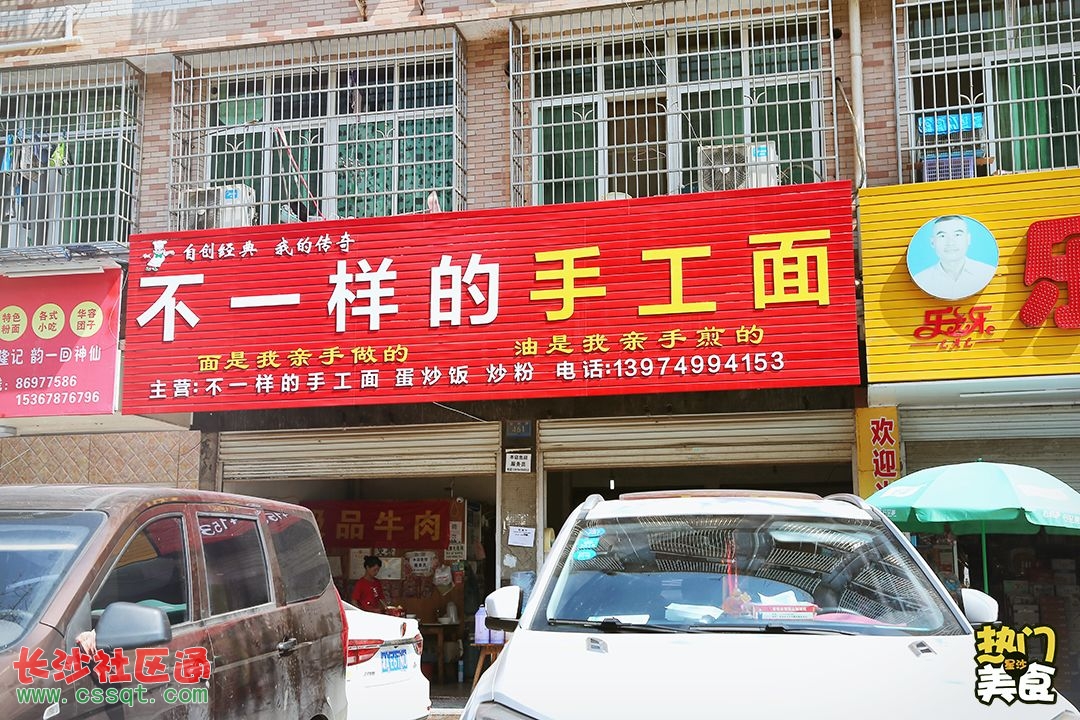 自创经典 我的传奇
不一样的手工面
面是我亲手做的 油是我亲手煎的
主营:不一样的手工面 蛋炒饭 炒粉 电话:13974994153
特色粉面
各式小吃
华容团子
隆记 韵一回神仙
86977586
15367876796
乐
欢迎
品牛肉
长沙社区通
www.cssqt.com
热门
星沙
美食